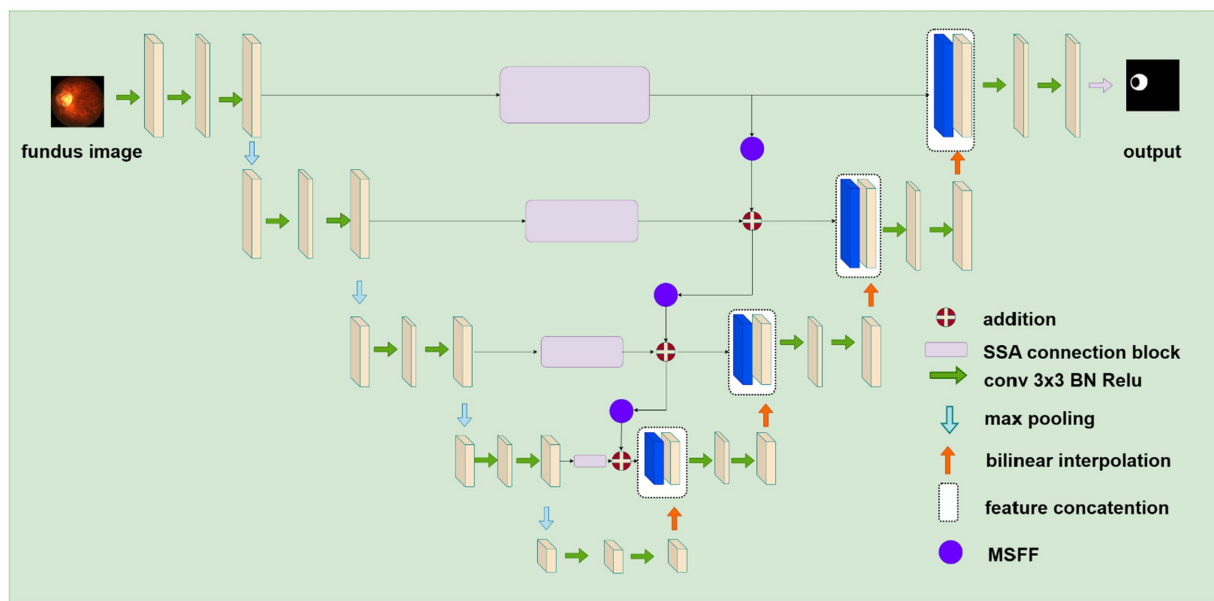 fundus image
output
addition
SSA connection block
conv 3x3 BN Relu
max pooling
bilinear interpolation
feature concatention
MSFF